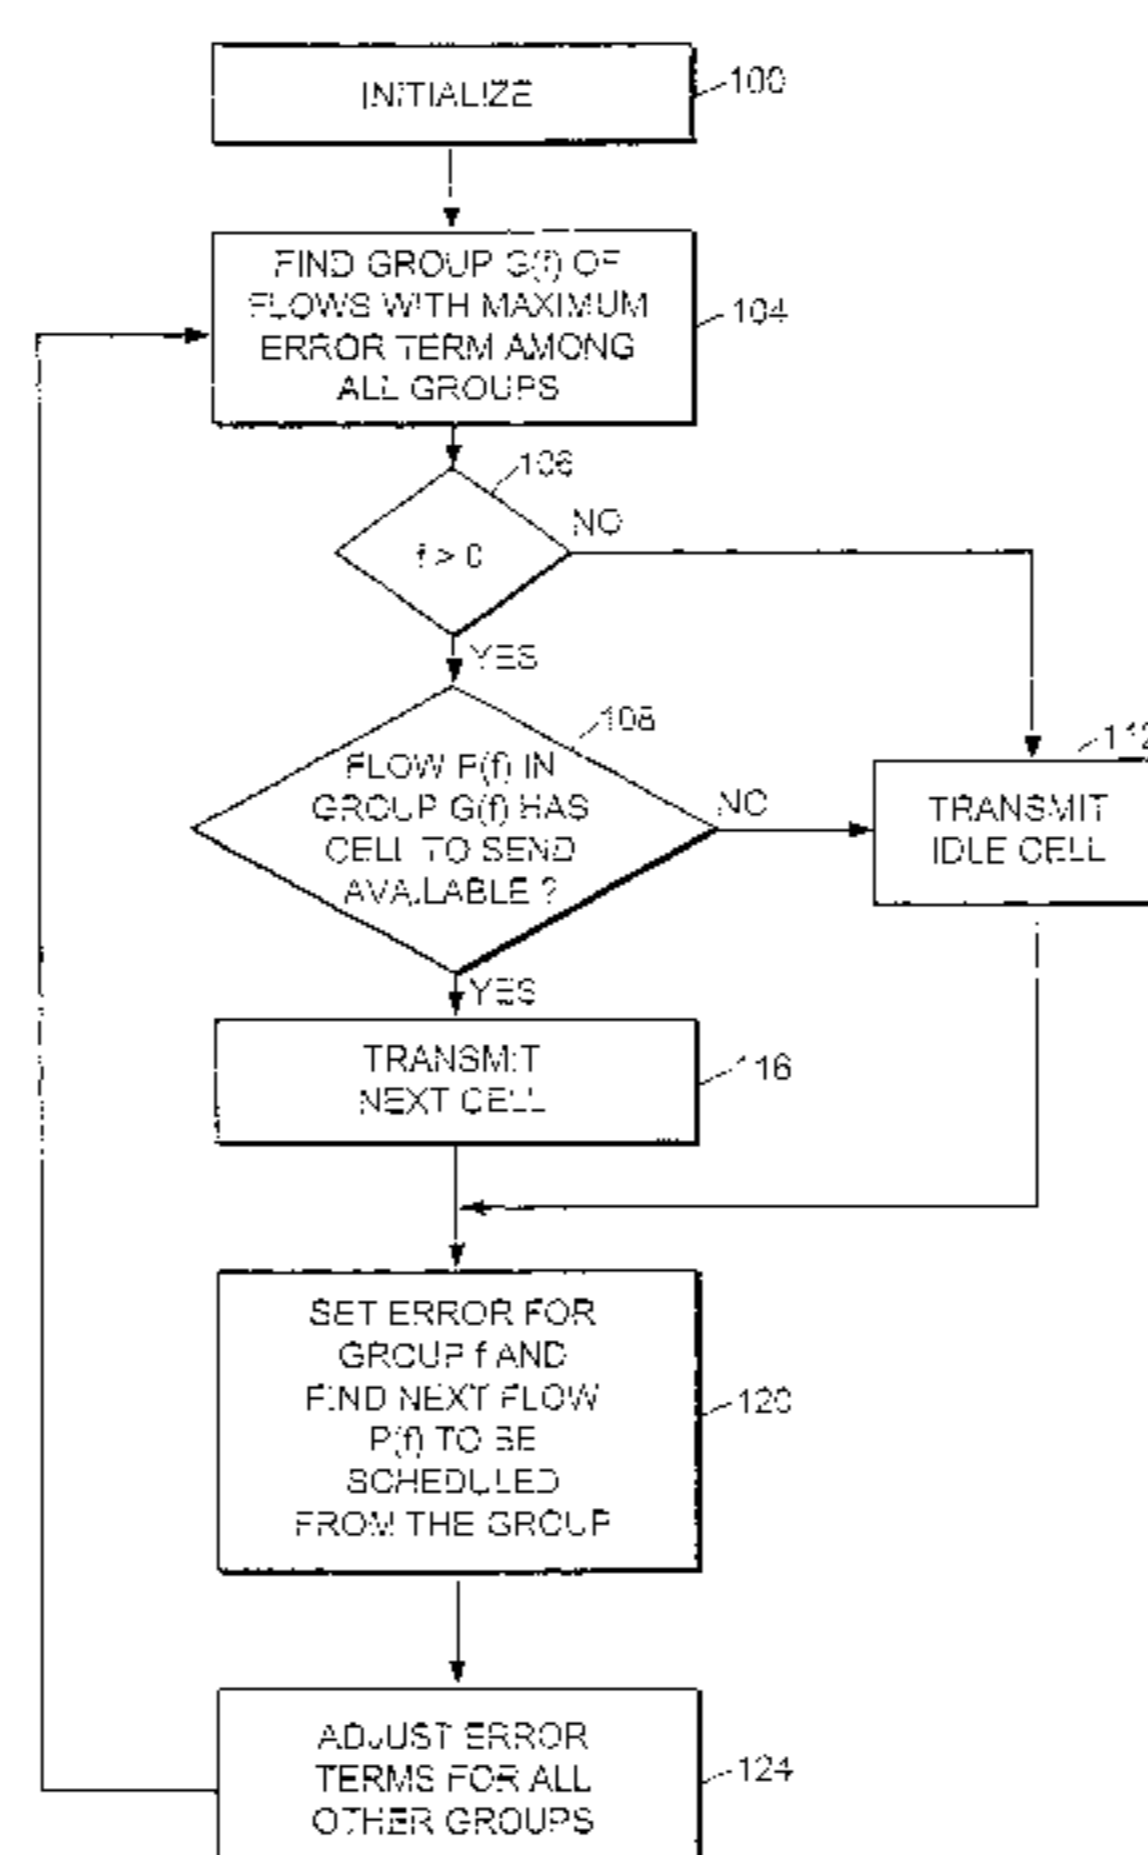 INITIALIZE
100
FIND GROUP G(f) OF
FLOWS WITH MAXIMUM
ERROR TERM AMONG
ALL GROUPS
104
106
f > 0
NO
YES
108
FLOW P(f) IN
GROUP G(f) HAS
CELL TO SEND
AVAILABLE ?
NO
112
TRANSMIT
IDLE CELL
YES
TRANSMIT
NEXT CELL
116
SET ERROR FOR
GROUP f AND
FIND NEXT FLOW
P(f) TO BE
SCHEDULED
FROM THE GROUP
120
ADJUST ERROR
TERMS FOR ALL
OTHER GROUPS
124